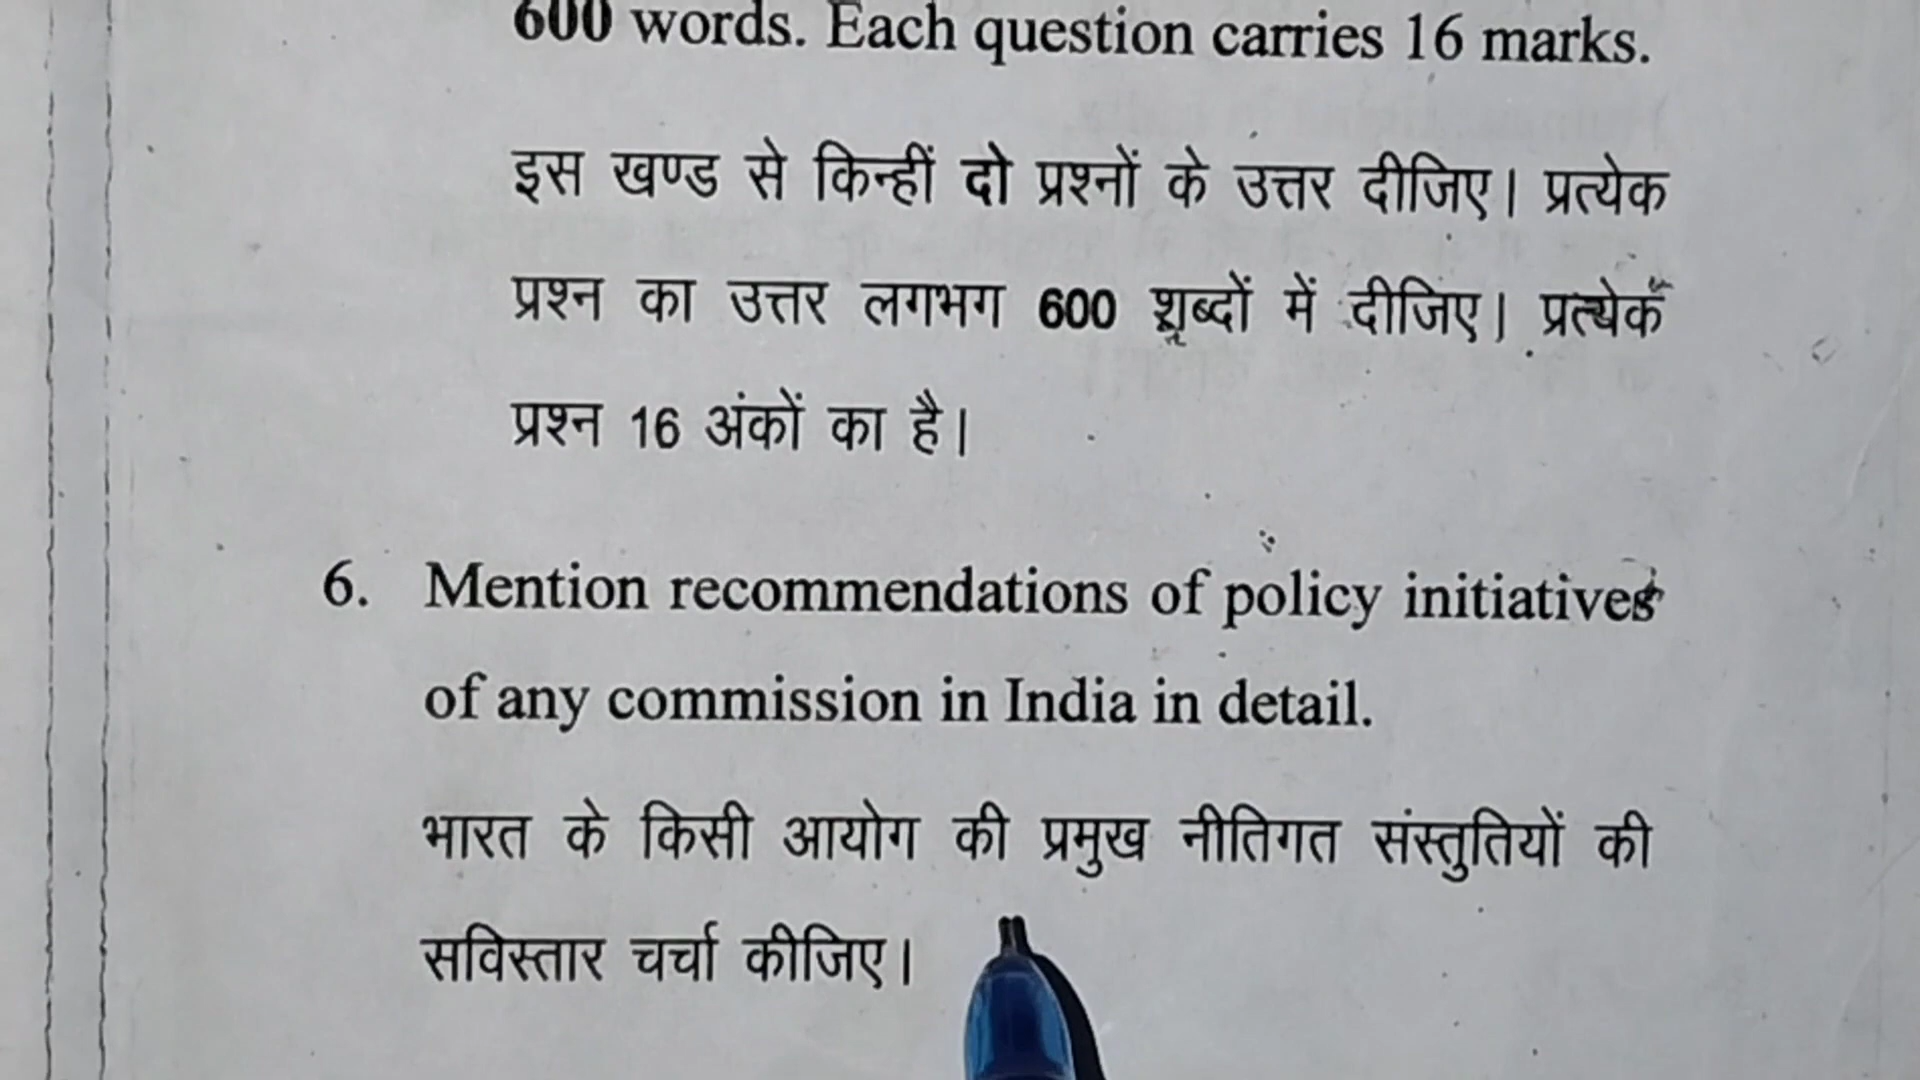 600 words. Each question carries 16 marks.
इस खण्ड से किन्हीं दो प्रश्नों के उत्तर दीजिए। प्रत्येक
प्रश्न का उत्तर लगभग 600 शब्दों में दीजिए। प्रत्येक
प्रश्न 16 अंकों का है।
6. Mention recommendations of policy initiatives
of any commission in India in detail.
भारत के किसी आयोग की प्रमुख नीतिगत संस्तुतियों की
सविस्तार चर्चा कीजिए।